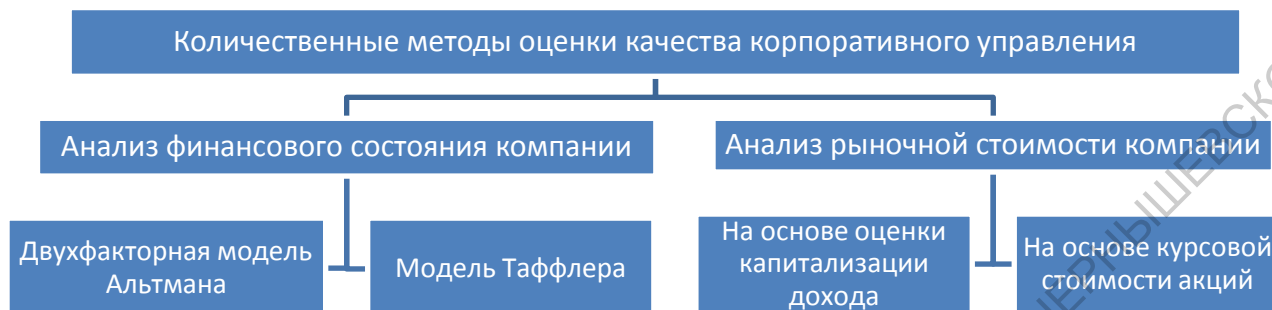 Количественные методы оценки качества корпоративного управления
Анализ финансового состояния компании
Анализ рыночной стоимости компании
Двухфакторная модель
Альтмана
Модель Таффлера
На основе оценки
капитализации
дохода
На основе курсовой
стоимости акций